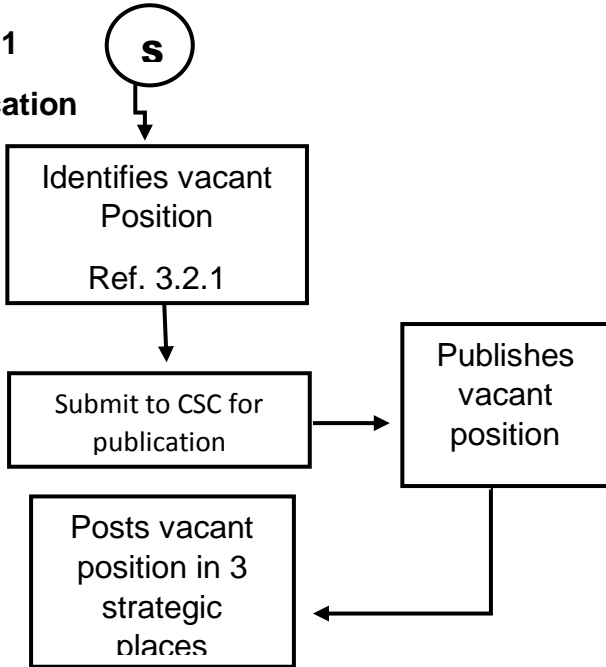 1
s
cation
Identifies vacant
Position
Ref. 3.2.1
Submit to CSC for
publication
Publishes
vacant
position
Posts vacant
position in 3
strategic
places